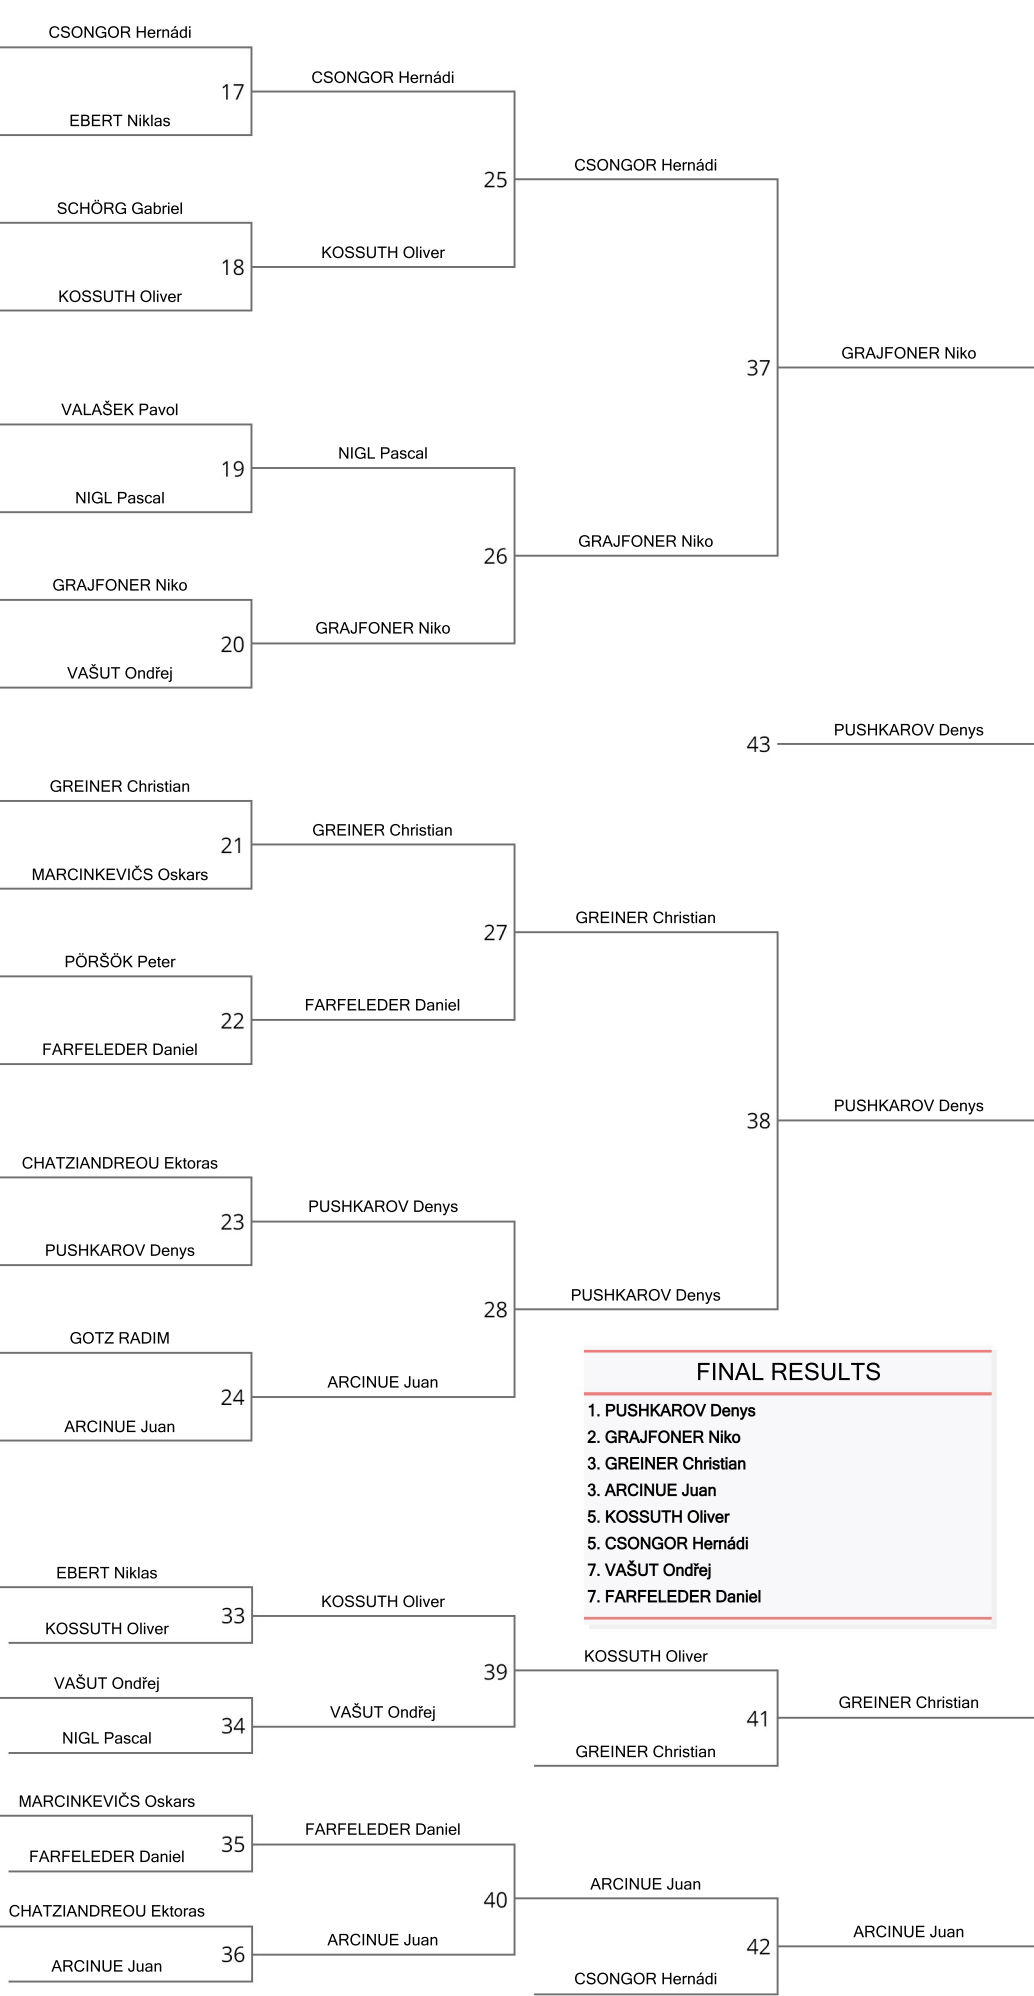 CSONGOR Hernádi
CSONGOR Hernádi
17
EBERT Niklas
CSONGOR Hernádi
25
SCHÖRG Gabriel
KOSSUTH Oliver
18
KOSSUTH Oliver
GRAJFONER Niko
37
VALAŠEK Pavol
NIGL Pascal
19
NIGL Pascal
GRAJFONER Niko
26
GRAJFONER Niko
GRAJFONER Niko
20
VAŠUT Ondřej
PUSHKAROV Denys
43
GREINER Christian
GREINER Christian
21
MARCINKEVIČS Oskars
GREINER Christian
27
PÖRŠÖK Peter
FARFELEDER Daniel
22
FARFELEDER Daniel
PUSHKAROV Denys
38
CHATZIANDREOU Ektoras
PUSHKAROV Denys
23
PUSHKAROV Denys
PUSHKAROV Denys
28
GOTZ RADIM
ARCINUE Juan
24
ARCINUE Juan
FINAL RESULTS
1. PUSHKAROV Denys
2. GRAJFONER Niko
3. GREINER Christian
3. ARCINUE Juan
5. KOSSUTH Oliver
5. CSONGOR Hernádi
7. VAŠUT Ondřej
7. FARFELEDER Daniel
EBERT Niklas
KOSSUTH Oliver
33
KOSSUTH Oliver
KOSSUTH Oliver
39
VAŠUT Ondřej
VAŠUT Ondřej
34
NIGL Pascal
GREINER Christian
41
GREINER Christian
MARCINKEVIČS Oskars
FARFELEDER Daniel
35
FARFELEDER Daniel
ARCINUE Juan
40
CHATZIANDREOU Ektoras
ARCINUE Juan
36
ARCINUE Juan
ARCINUE Juan
42
CSONGOR Hernádi